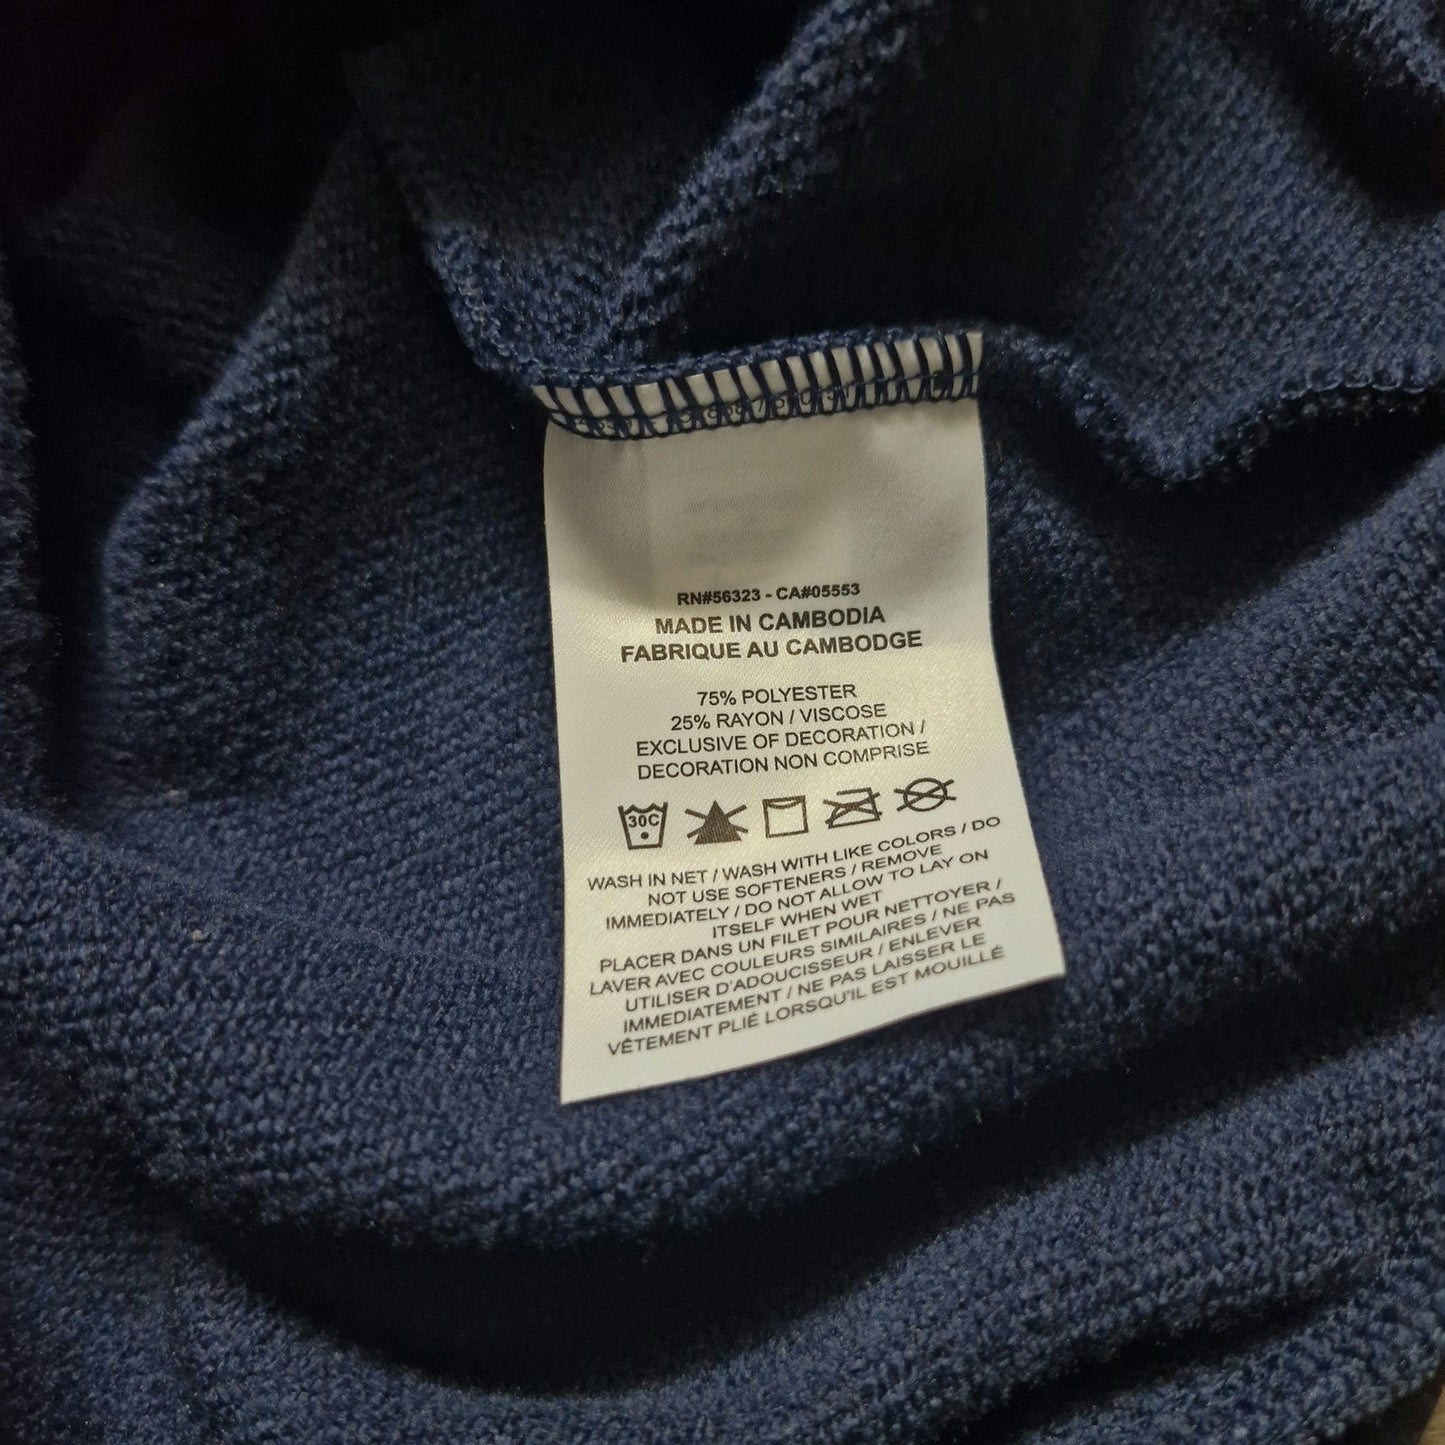 RN#56323 - CA#05553
MADE IN CAMBODIA
FABRIQUE AU CAMBODGE
75% POLYESTER
25% RAYON / VISCOSE
EXCLUSIVE OF DECORATION /
DECORATION NON COMPRISE
30C
WASH IN NET / WASH WITH LIKE COLORS / DO
NOT USE SOFTENERS / REMOVE
IMMEDIATELY / DO NOT ALLOW TO LAY ON
ITSELF WHEN WET
PLACER DANS UN FILET POUR NETTOYER /
LAVER AVEC COULEURS SIMILAIRES / NE PAS
UTILISER D'ADOUCISSEUR / ENLEVER
IMMEDIATEMENT / NE PAS LAISSER LE
VÊTEMENT PLIÉ LORSQU'IL EST MOUILLÉ